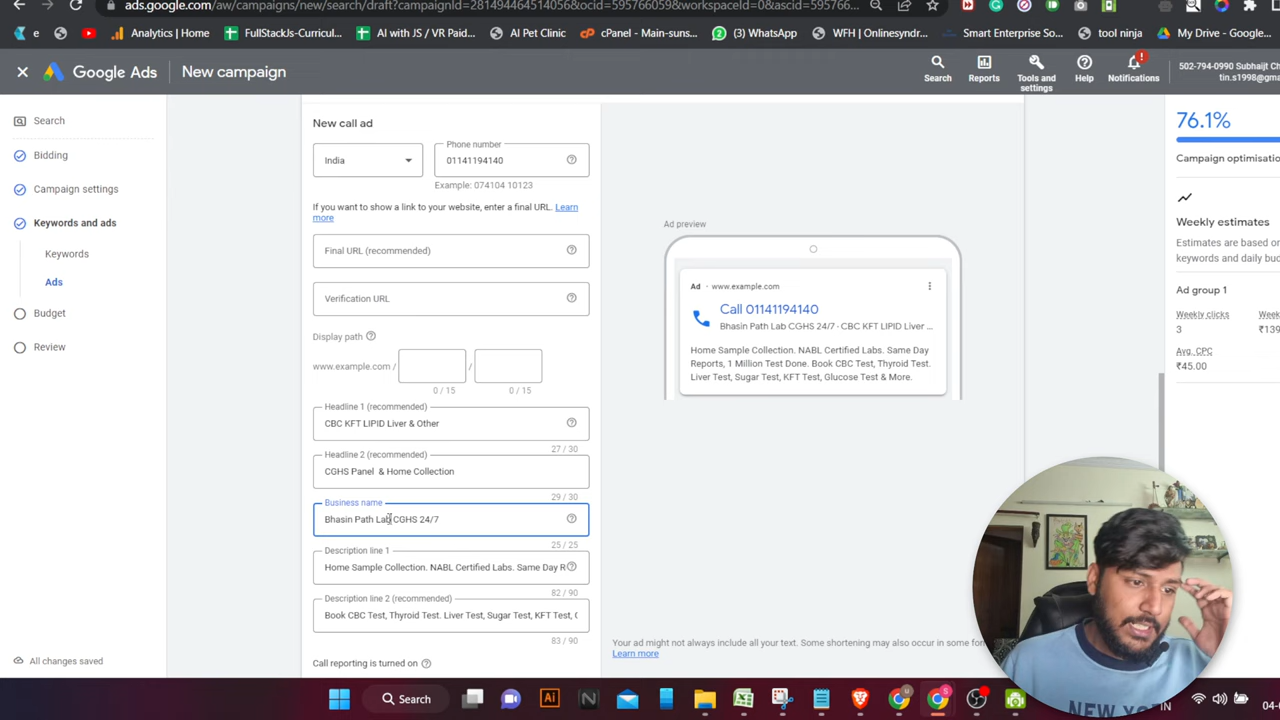 ads.google.com/aw/campaigns/new/search/draft?campaignId=281494465451405
Analytics | Home
FullStackJs-Curricul...
AI with JS / VR Paid...
AI Pet Clinic
cPanel - Main-suns...
(3) WhatsApp
WFH | Onlinesyndr...
Smart Enterprise So...
tool ninja
My Drive - Google...
Google Ads
New campaign
Search
Reports
Tools and settings
Help
Notifications
502-794-0990 Subhaijt Ch
tin.s1998@gma
Search
Bidding
Campaign settings
Keywords and ads
Keywords
Ads
Budget
Review
All changes saved
New call ad
India
Phone number
01141194140
Example: 074104 10123
If you want to show a link to your website, enter a final URL. Learn
more
Final URL (recommended)
Verification URL
Display path
www.example.com /
/
0 / 15
0 / 15
Headline 1 (recommended)
CBC KFT LIPID Liver & Other
27 / 30
Headline 2 (recommended)
CGHS Panel & Home Collection
29 / 30
Business name
Bhasin Path Lab CGHS 24/7
25 / 25
Description line 1
Home Sample Collection. NABL Certified Labs. Same Day R
82 / 90
Description line 2 (recommended)
Book CBC Test, Thyroid Test. Liver Test, Sugar Test, KFT Test,
83 / 90
Call reporting is turned on
Ad preview
Ad · www.example.com
Call 01141194140
Bhasin Path Lab CGHS 24/7 · CBC KFT LIPID Liver ...
Home Sample Collection. NABL Certified Labs. Same Day
Reports, 1 Million Test Done. Book CBC Test, Thyroid Test.
Liver Test, Sugar Test, KFT Test, Glucose Test & More.
Your ad might not always include all your text. Some shortening may also occur in some
Learn more
76.1%
Campaign optimisatio
Weekly estimates
Estimates are based o
keywords and daily bu
Ad group 1
Weekly clicks
3
Week
₹139
Avg. CPC
₹45.00
Search
IN
04-
NEW YORK